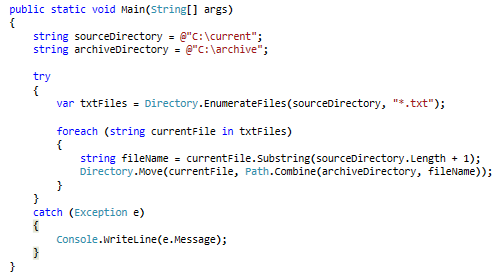 public static void Main(String[] args)
{
    string sourceDirectory = @"C:\current";
    string archiveDirectory = @"C:\archive";

    try
    {
        var txtFiles = Directory.EnumerateFiles(sourceDirectory, "*.txt");

        foreach (string currentFile in txtFiles)
        {
            string fileName = currentFile.Substring(sourceDirectory.Length + 1);
            Directory.Move(currentFile, Path.Combine(archiveDirectory, fileName));
        }
    }
    catch (Exception e)
    {
        Console.WriteLine(e.Message);
    }
}